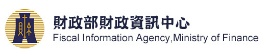 財政部財政資訊中心
Fiscal Information Agency,Ministry of Finance